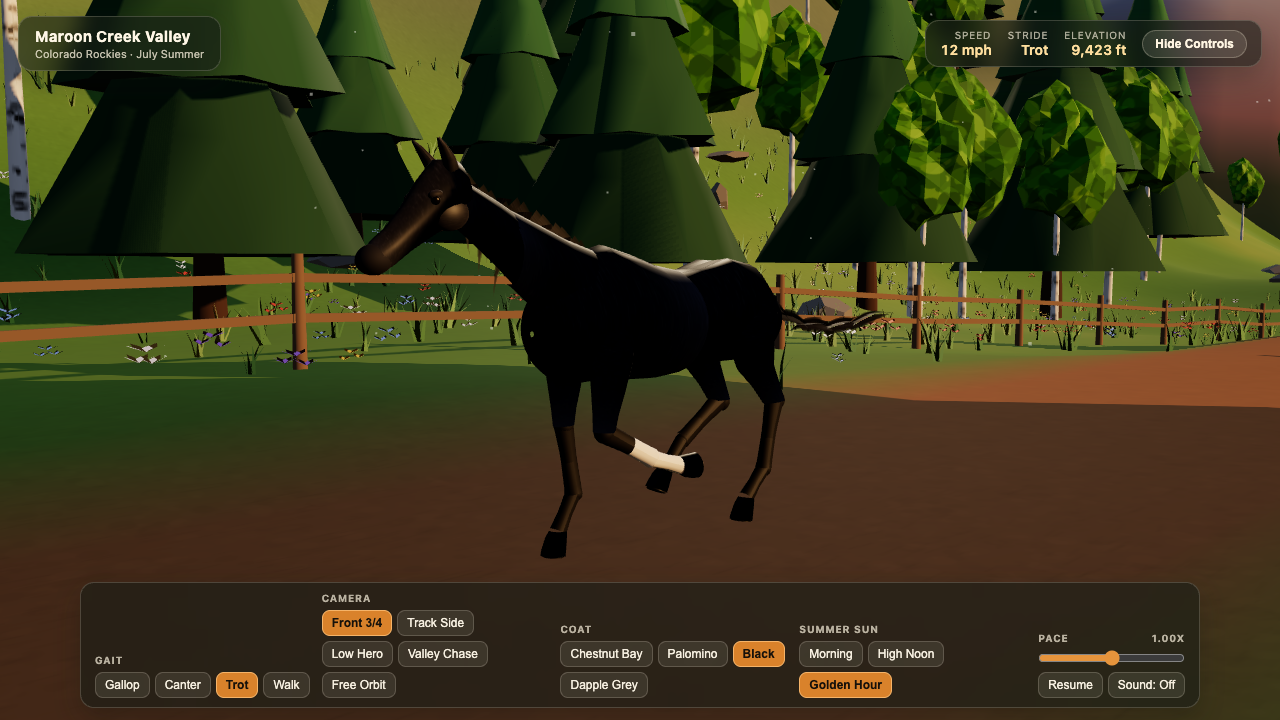 Maroon Creek Valley
Colorado Rockies · July Summer
SPEED STRIDE ELEVATION
12 mph Trot 9,423 ft
Hide Controls
GAIT
Gallop Canter Trot Walk
CAMERA
Front 3/4 Track Side
Low Hero Valley Chase
Free Orbit
COAT
Chestnut Bay Palomino Black
Dapple Grey
SUMMER SUN
Morning High Noon
Golden Hour
PACE 1.00X
Resume Sound: Off